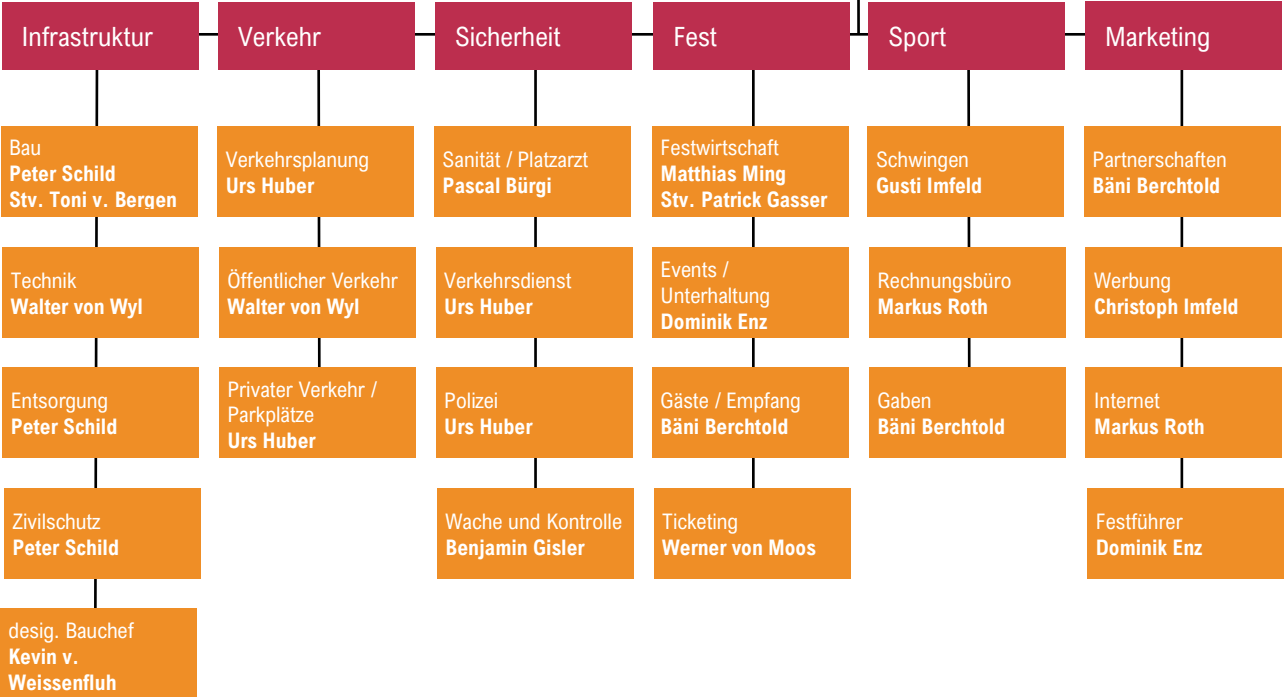 Infrastruktur
Verkehr
Sicherheit
Fest
Sport
Marketing
Bau
Peter Schild
Stv. Toni v. Bergen
Verkehrsplanung
Urs Huber
Sanität / Platzarzt
Pascal Bürgi
Festwirtschaft
Matthias Ming
Stv. Patrick Gasser
Schwingen
Gusti Imfeld
Partnerschaften
Bäni Berchtold
Technik
Walter von Wyl
Öffentlicher Verkehr
Walter von Wyl
Verkehrsdienst
Urs Huber
Events /
Unterhaltung
Dominik Enz
Rechnungsbüro
Markus Roth
Werbung
Christoph Imfeld
Entsorgung
Peter Schild
Privater Verkehr /
Parkplätze
Urs Huber
Polizei
Urs Huber
Gäste / Empfang
Bäni Berchtold
Gaben
Bäni Berchtold
Internet
Markus Roth
Zivilschutz
Peter Schild
Wache und Kontrolle
Benjamin Gisler
Ticketing
Werner von Moos
Festführer
Dominik Enz
desig. Bauchef
Kevin v.
Weissenfluh